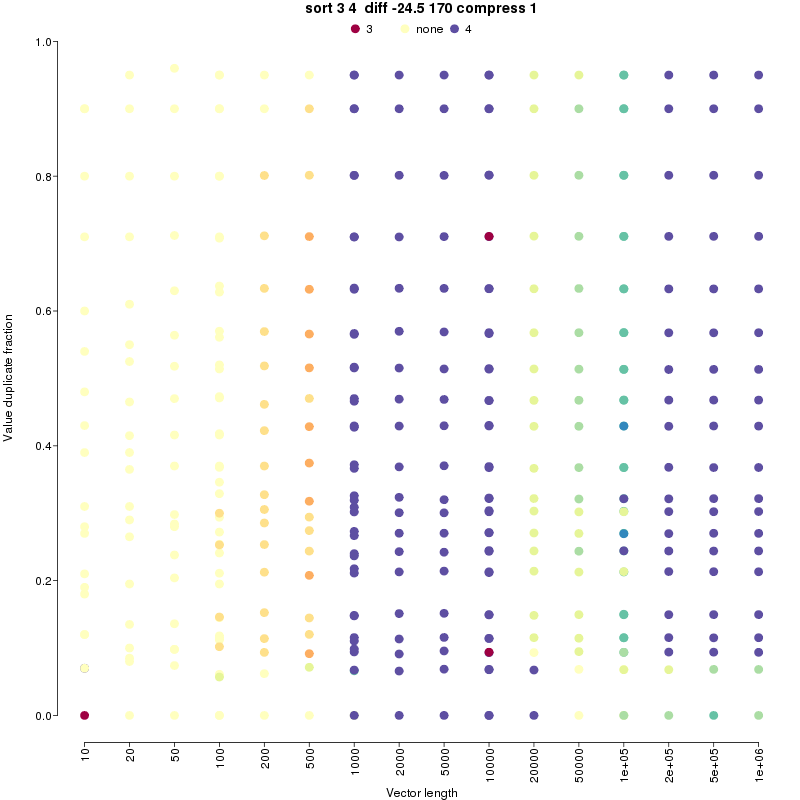 sort 3 4  diff -24.5 170 compress 1
3 none 4
1.0
0.8
0.6
0.4
0.2
0.0
Value duplicate fraction
10 20 50 100 200 500 1000 2000 5000 10000 20000 50000 1e+05 2e+05 5e+05 1e+06
Vector length